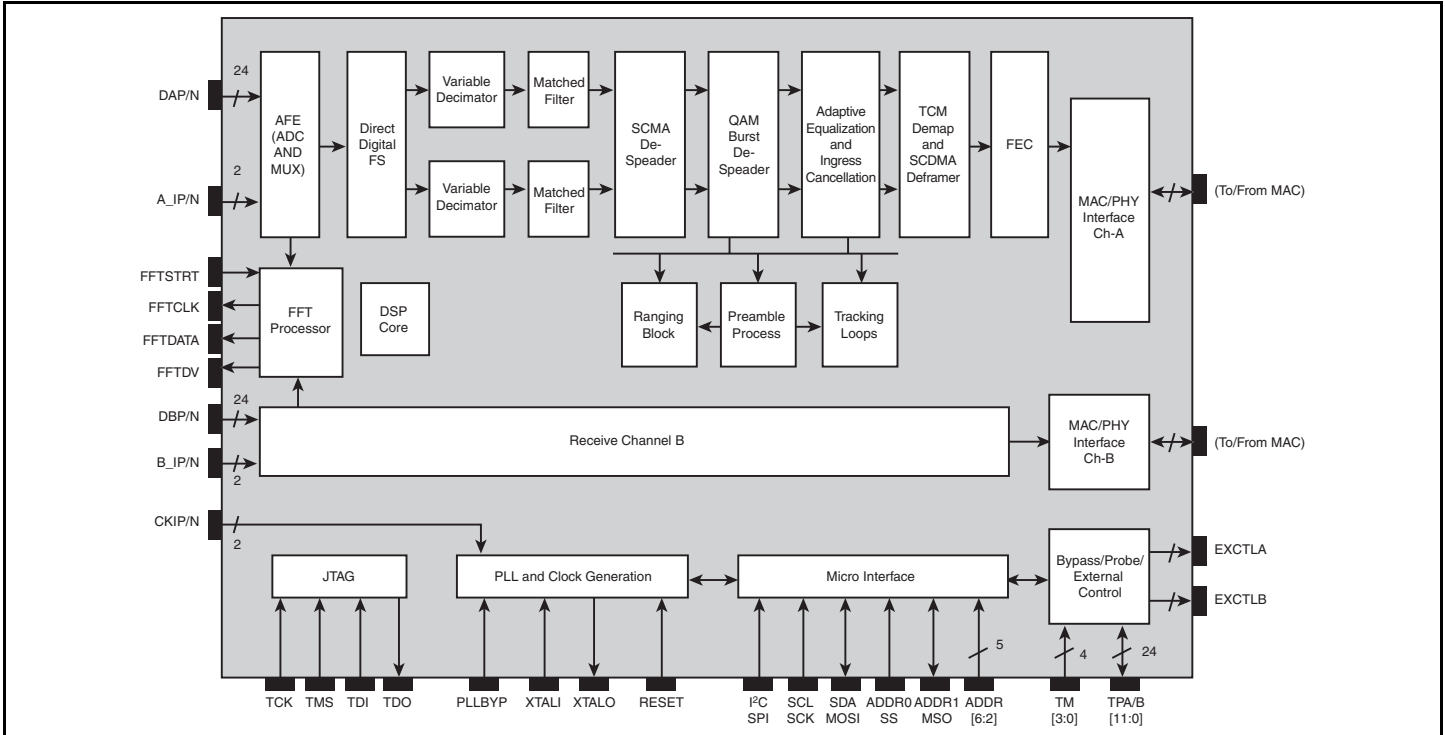 24
DAP/N
2
A_IP/N
AFE
(ADC
AND
MUX)
Direct
Digital
FS
Variable
Decimator
Matched
Filter
Variable
Decimator
Matched
Filter
SCMA
De-
Speader
QAM
Burst
De-
Speader
Adaptive
Equalization
and
Ingress
Cancellation
TCM
Demap
and
SCDMA
Deframer
FEC
MAC/PHY
Interface
Ch-A
(To/From MAC)
FFTSTRT
FFTCLK
FFTDATA
FFTDV
FFT
Processor
DSP
Core
Ranging
Block
Preamble
Process
Tracking
Loops
24
DBP/N
B_IP/N
2
Receive Channel B
MAC/PHY
Interface
Ch-B
(To/From MAC)
CKIP/N
2
JTAG
PLL and Clock Generation
Micro Interface
Bypass/Probe/
External
Control
EXCTLA
EXCTLB
5
4
24
TCK
TMS
TDI
TDO
PLLBYP
XTALI
XTALO
RESET
I²C
SPI
SCL
SCK
SDA
MOSI
ADDR0
SS
ADDR1
MSO
ADDR
[6:2]
TM
[3:0]
TPA/B
[11:0]